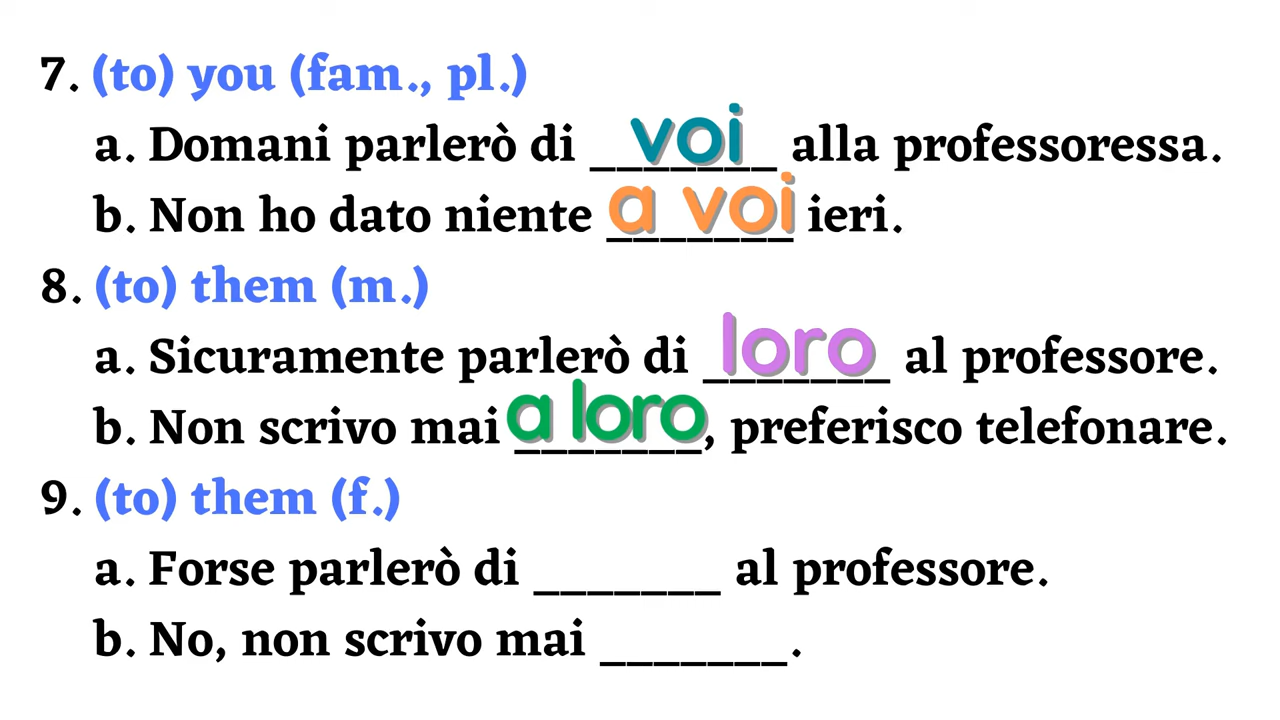 7. (to) you (fam., pl.)
a. Domani parlerò di voi alla professoressa.
b. Non ho dato niente a voi ieri.
8. (to) them (m.)
a. Sicuramente parlerò di loro al professore.
b. Non scrivo mai a loro, preferisco telefonare.
9. (to) them (f.)
a. Forse parlerò di _______ al professore.
b. No, non scrivo mai _______.